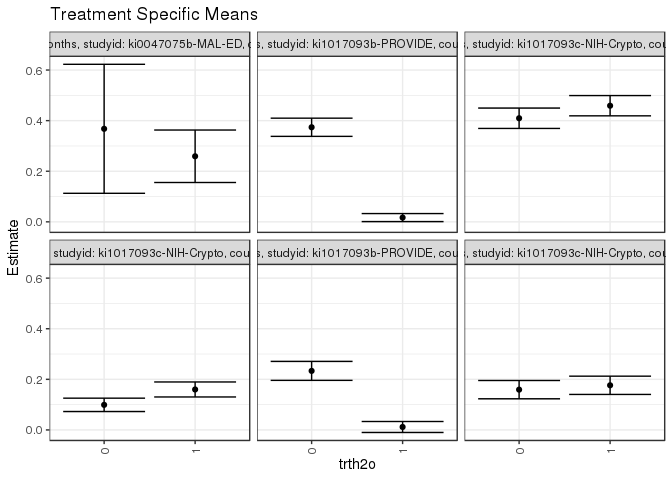 Treatment Specific Means
onths, studyid: ki0047075b-MAL-ED, c
s, studyid: ki1017093b-PROVIDE, cou
s, studyid: ki1017093c-NIH-Crypto, cou
0.6
0.4
0.2
0.0
studyid: ki1017093c-NIH-Crypto, cou
s, studyid: ki1017093b-PROVIDE, cou
s, studyid: ki1017093c-NIH-Crypto, cou
0.6
0.4
0.2
0.0
Estimate
0
1
0
1
0
1
trth2o